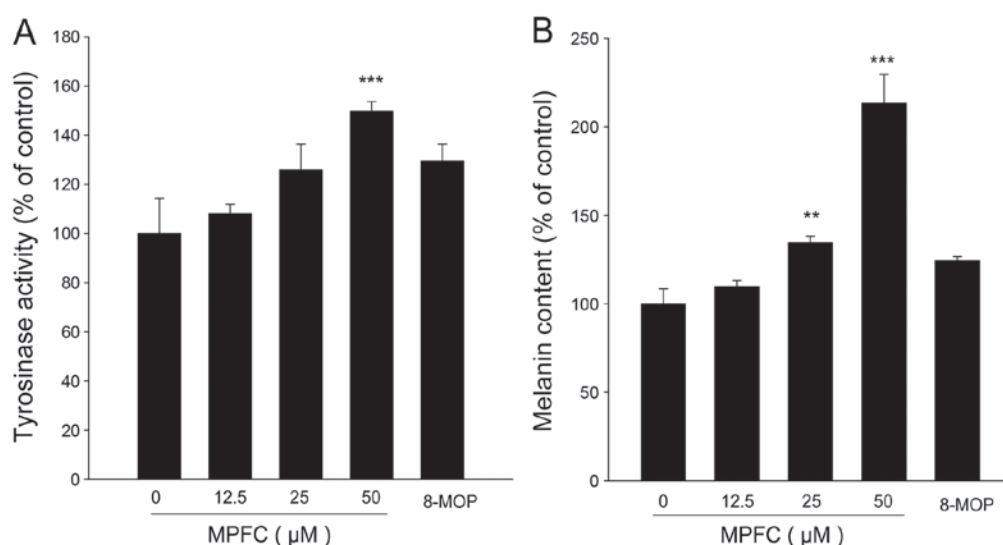 A
Tyrosinase activity (% of control)
180
160
140
120
100
80
60
40
20
0
***
0 12.5 25 50 8-MOP
MPFC ( μM )
B
Melanin content (% of control)
250
200
150
100
50
0
**
***
0 12.5 25 50 8-MOP
MPFC ( μM )